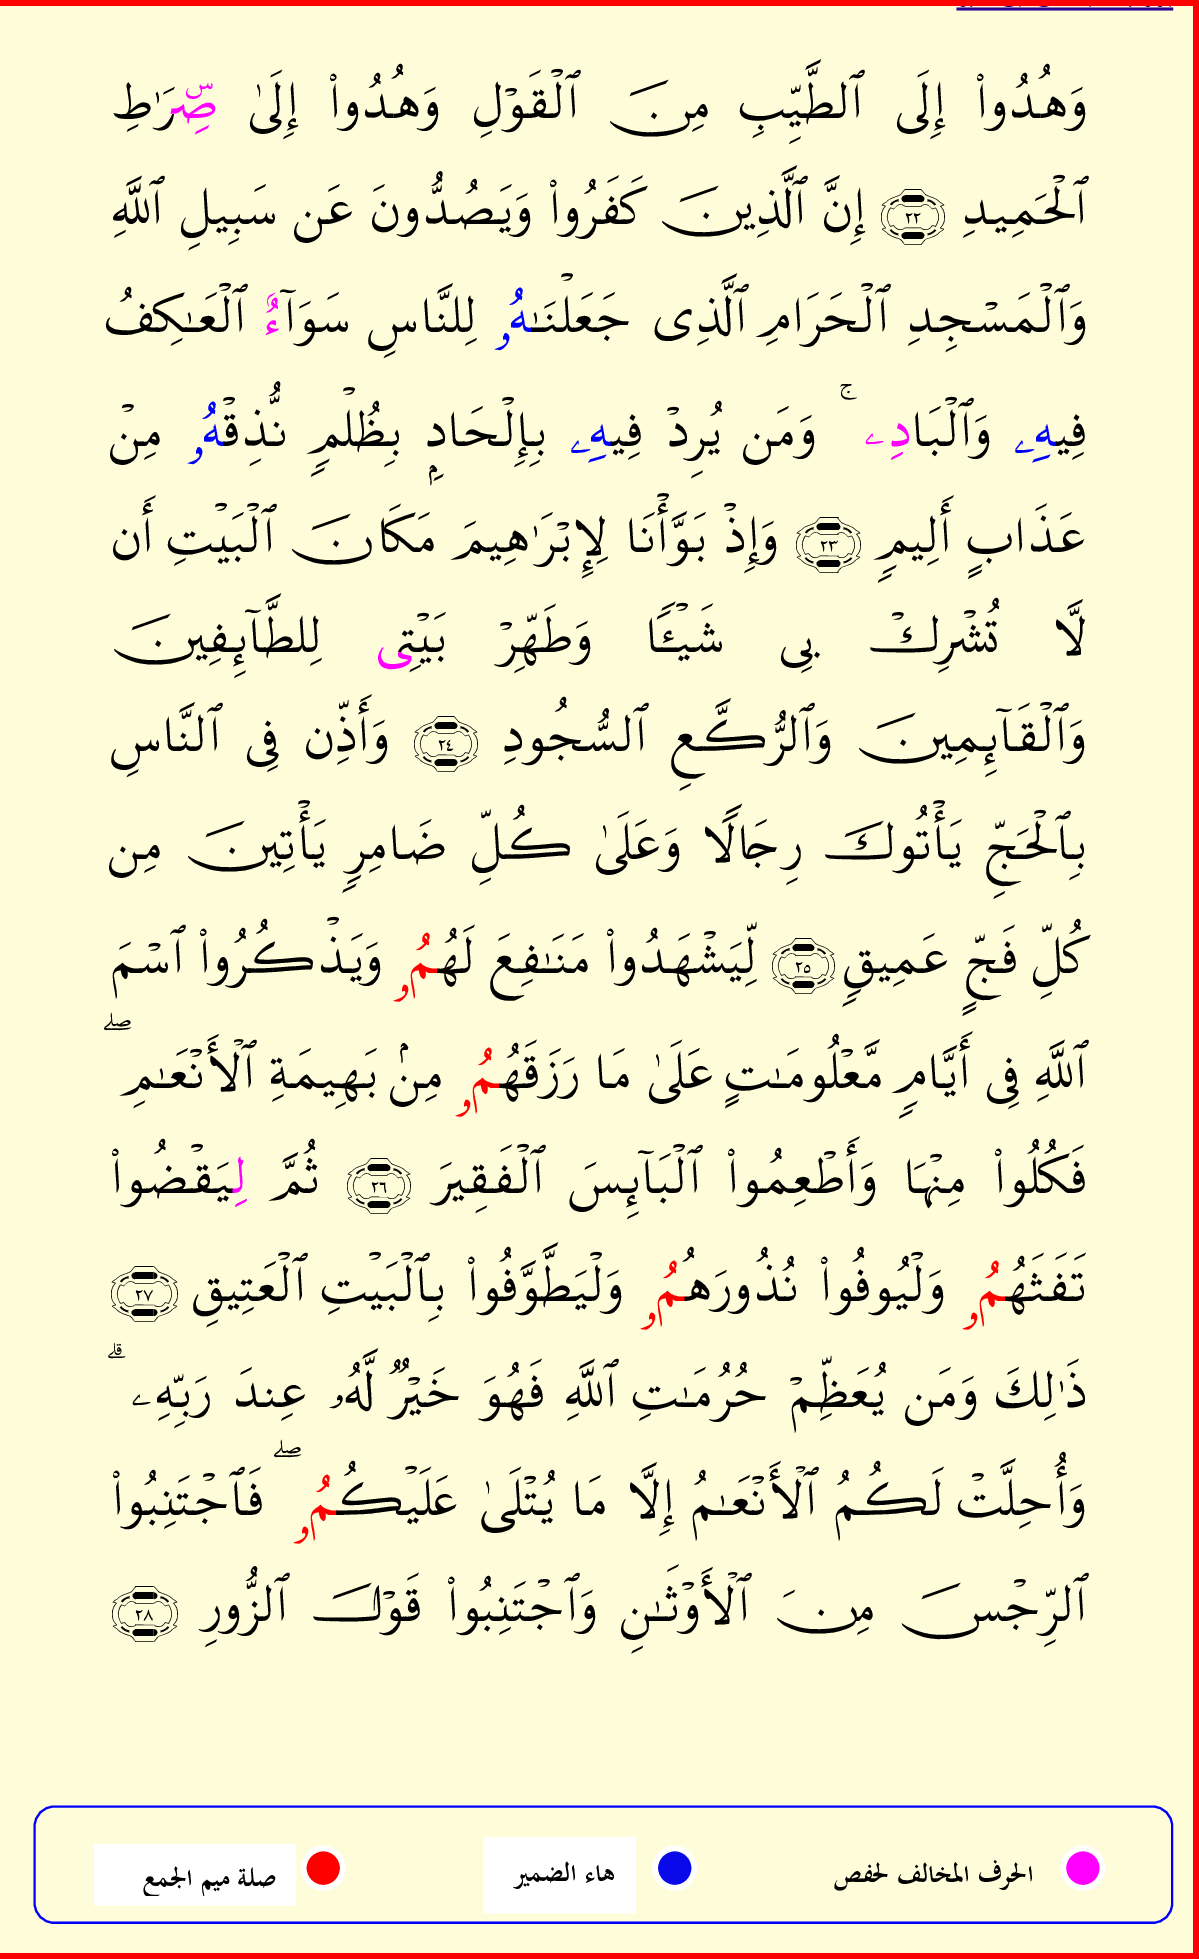 وَهُدُوٓاْ إِلَى ٱلطَّيِّبِ مِنَ ٱلْقَوْلِ وَهُدُوٓاْ إِلَىٰ صِّرَٰطِ
ٱلْحَمِيدِ ٢٢ إِنَّ ٱلَّذِينَ كَفَرُواْ وَيَصُدُّونَ عَن سَبِيلِ ٱللَّهِ
وَٱلْمَسْجِدِ ٱلْحَرَامِ ٱلَّذِى جَعَلْنَـٰهُۥ لِلنَّاسِ سَوَآءٌ ٱلْعَـٰكِفُ
فِيهِۦ وَٱلْبَادِۦ ۚ وَمَن يُرِدْ فِيهِۦ بِإِلْحَادٍۭ بِظُلْمٍ نُّذِقْهُۥ مِنْ
عَذَابٍ أَلِيمٍ ٢٣ وَإِذْ بَوَّأْنَا لِإِبْرَٰهِيمَ مَكَانَ ٱلْبَيْتِ أَن
لَّا تُشْرِكْ بِى شَيْـًٔا وَطَهِّرْ بَيْتِى لِلطَّآئِفِينَ
وَٱلْقَآئِمِينَ وَٱلرُّكَّعِ ٱلسُّجُودِ ٢٤ وَأَذِّن فِى ٱلنَّاسِ
بِٱلْحَجِّ يَأْتُوكَ رِجَالًا وَعَلَىٰ كُلِّ ضَامِرٍ يَأْتِينَ مِن
كُلِّ فَجٍّ عَمِيقٍ ٢٥ لِّيَشْهَدُواْ مَنَـٰفِعَ لَهُمُۥ وَيَذْكُرُواْ ٱسْمَ
ٱللَّهِ فِى أَيَّامٍ مَّعْلُومَـٰتٍ عَلَىٰ مَا رَزَقَهُمُۥ مِنۢ بَهِيمَةِ ٱلْأَنْعَـٰمِ ۖ
فَكُلُواْ مِنْهَا وَأَطْعِمُواْ ٱلْبَآئِسَ ٱلْفَقِيرَ ٢٦ ثُمَّ لِيَقْضُواْ
تَفَثَهُمُۥ وَلْيُوفُواْ نُذُورَهُمُۥ وَلْيَطَّوَّفُواْ بِٱلْبَيْتِ ٱلْعَتِيقِ ٢٧
ذَٰلِكَ وَمَن يُعَظِّمْ حُرُمَـٰتِ ٱللَّهِ فَهُوَ خَيْرٌ لَّهُۥ عِندَ رَبِّهِۦ ۗ
وَأُحِلَّتْ لَكُمُ ٱلْأَنْعَـٰمُ إِلَّا مَا يُتْلَىٰ عَلَيْكُمُۥ ۖ فَٱجْتَنِبُواْ
ٱلرِّجْسَ مِنَ ٱلْأَوْثَـٰنِ وَٱجْتَنِبُواْ قَوْلَ ٱلزُّورِ ٢٨
الحرف المخالف لحفص هاء الضمير صلة ميم الجمع